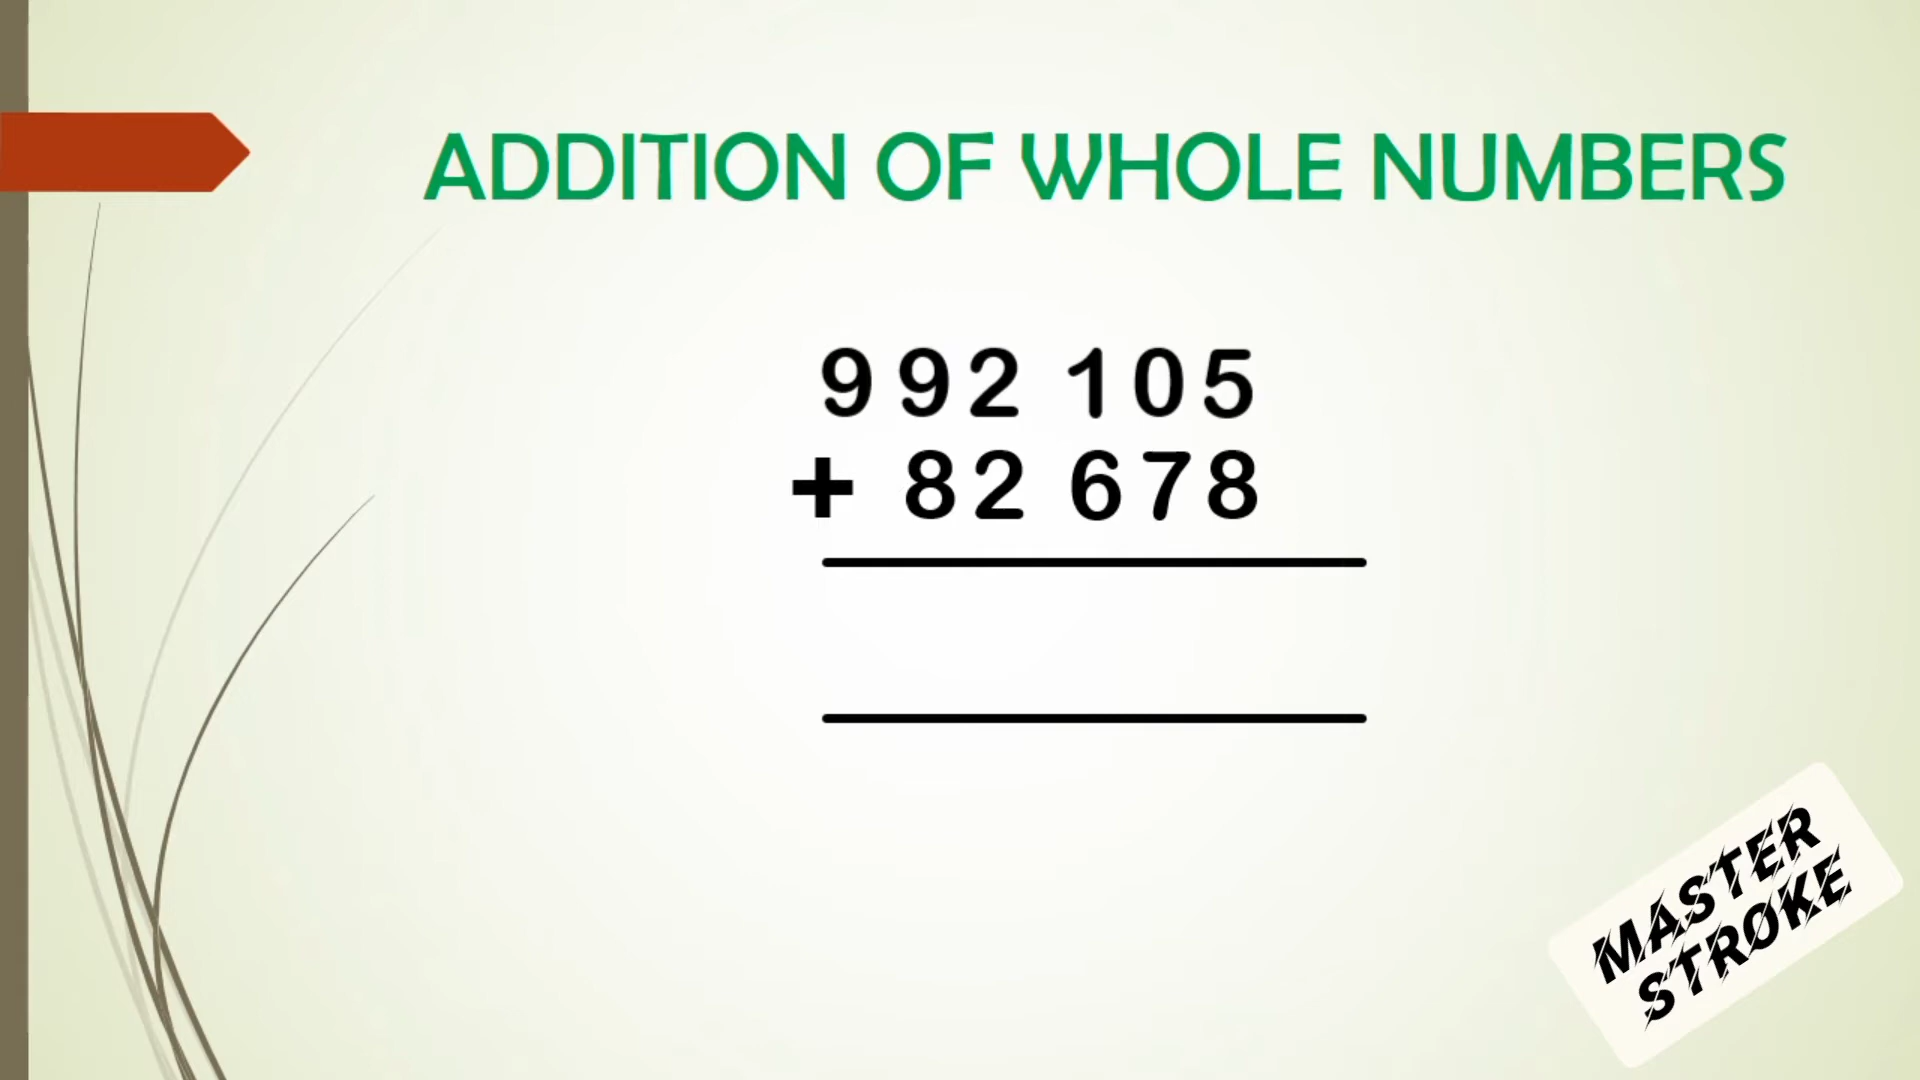 ADDITION OF WHOLE NUMBERS
992 105
+ 82 678
MASTER
STROKE